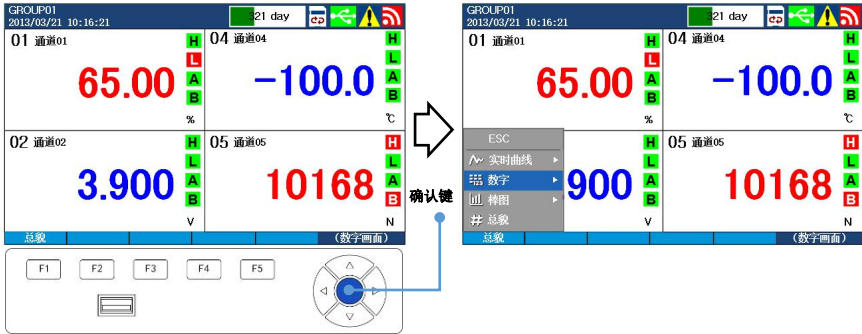 GROUP01
2013/03/21 10:16:21
321 day
01 通道01
65.00
H
L
A
B
%
04 通道04
-100.0
H
L
A
B
℃
02 通道02
3.900
H
L
A
B
V
05 通道05
10168
H
L
A
B
N
总貌
(数字画面)
F1 F2 F3 F4 F5
确认键
GROUP01
2013/03/21 10:16:21
321 day
01 通道01
65.00
H
L
A
B
%
04 通道04
-100.0
H
L
A
B
℃
ESC
实时曲线
数字
棒图
总貌
900
H
L
A
B
V
05 通道05
10168
H
L
A
B
N
总貌
(数字画面)